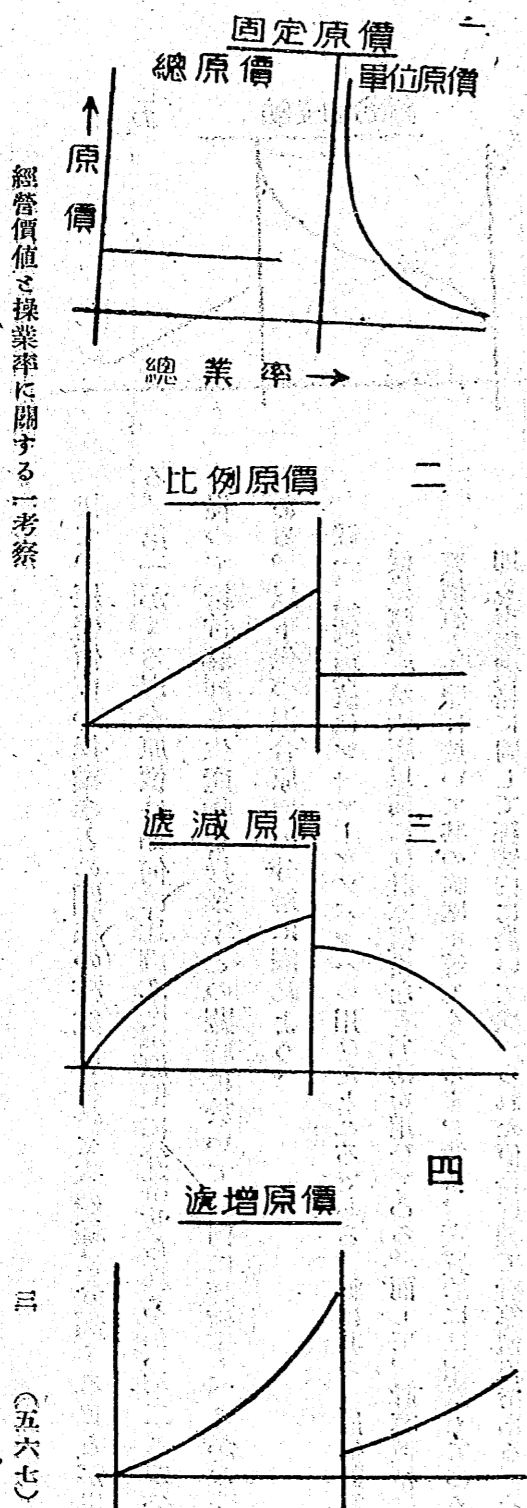 一
固定原價
總原價
單位原價
↑原價
總業率→
二
比例原價
三
遞減原價
四
遞增原價
經營價値と操業率に關する一考察
三
(五六七)